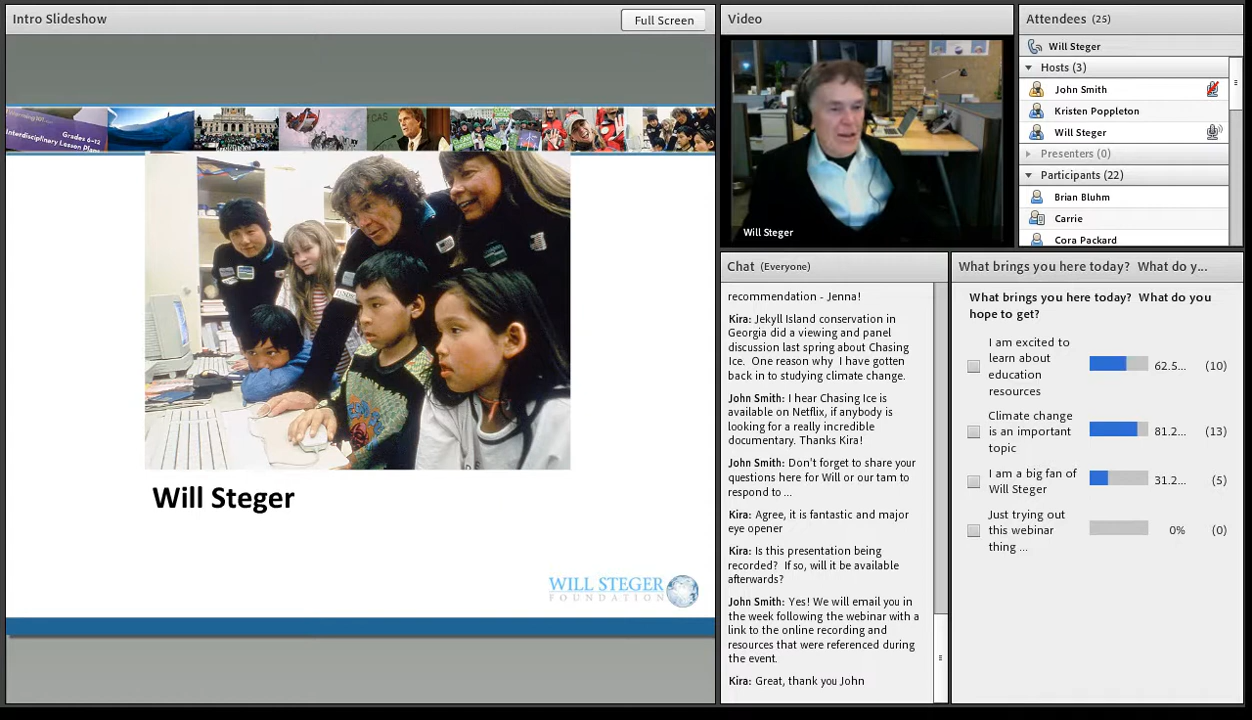 Intro Slideshow
Full Screen
Grades 6-12
Interdisciplinary Lesson Plans
Will Steger
WILL STEGER
FOUNDATION
Video
Will Steger
Attendees (25)
Will Steger
Hosts (3)
John Smith
Kristen Poppleton
Will Steger
Presenters (0)
Participants (22)
Brian Bluhm
Carrie
Cora Packard
Chat (Everyone)
recommendation - Jenna!
Kira: Jekyll Island conservation in
Georgia did a viewing and panel
discussion last spring about Chasing
Ice. One reason why I have gotten
back in to studying climate change.
John Smith: I hear Chasing Ice is
available on Netflix, if anybody is
looking for a really incredible
documentary. Thanks Kira!
John Smith: Don't forget to share your
questions here for Will or our tam to
respond to ...
Kira: Agree, it is fantastic and major
eye opener
Kira: Is this presentation being
recorded? If so, will it be available
afterwards?
John Smith: Yes! We will email you in
the week following the webinar with a
link to the online recording and
resources that were referenced during
the event.
Kira: Great, thank you John
What brings you here today? What do y...
What brings you here today? What do you
hope to get?
I am excited to
learn about
education
resources
62.5... (10)
Climate change
is an important
topic
81.2... (13)
I am a big fan of
Will Steger
31.2... (5)
Just trying out
this webinar
thing ...
0% (0)